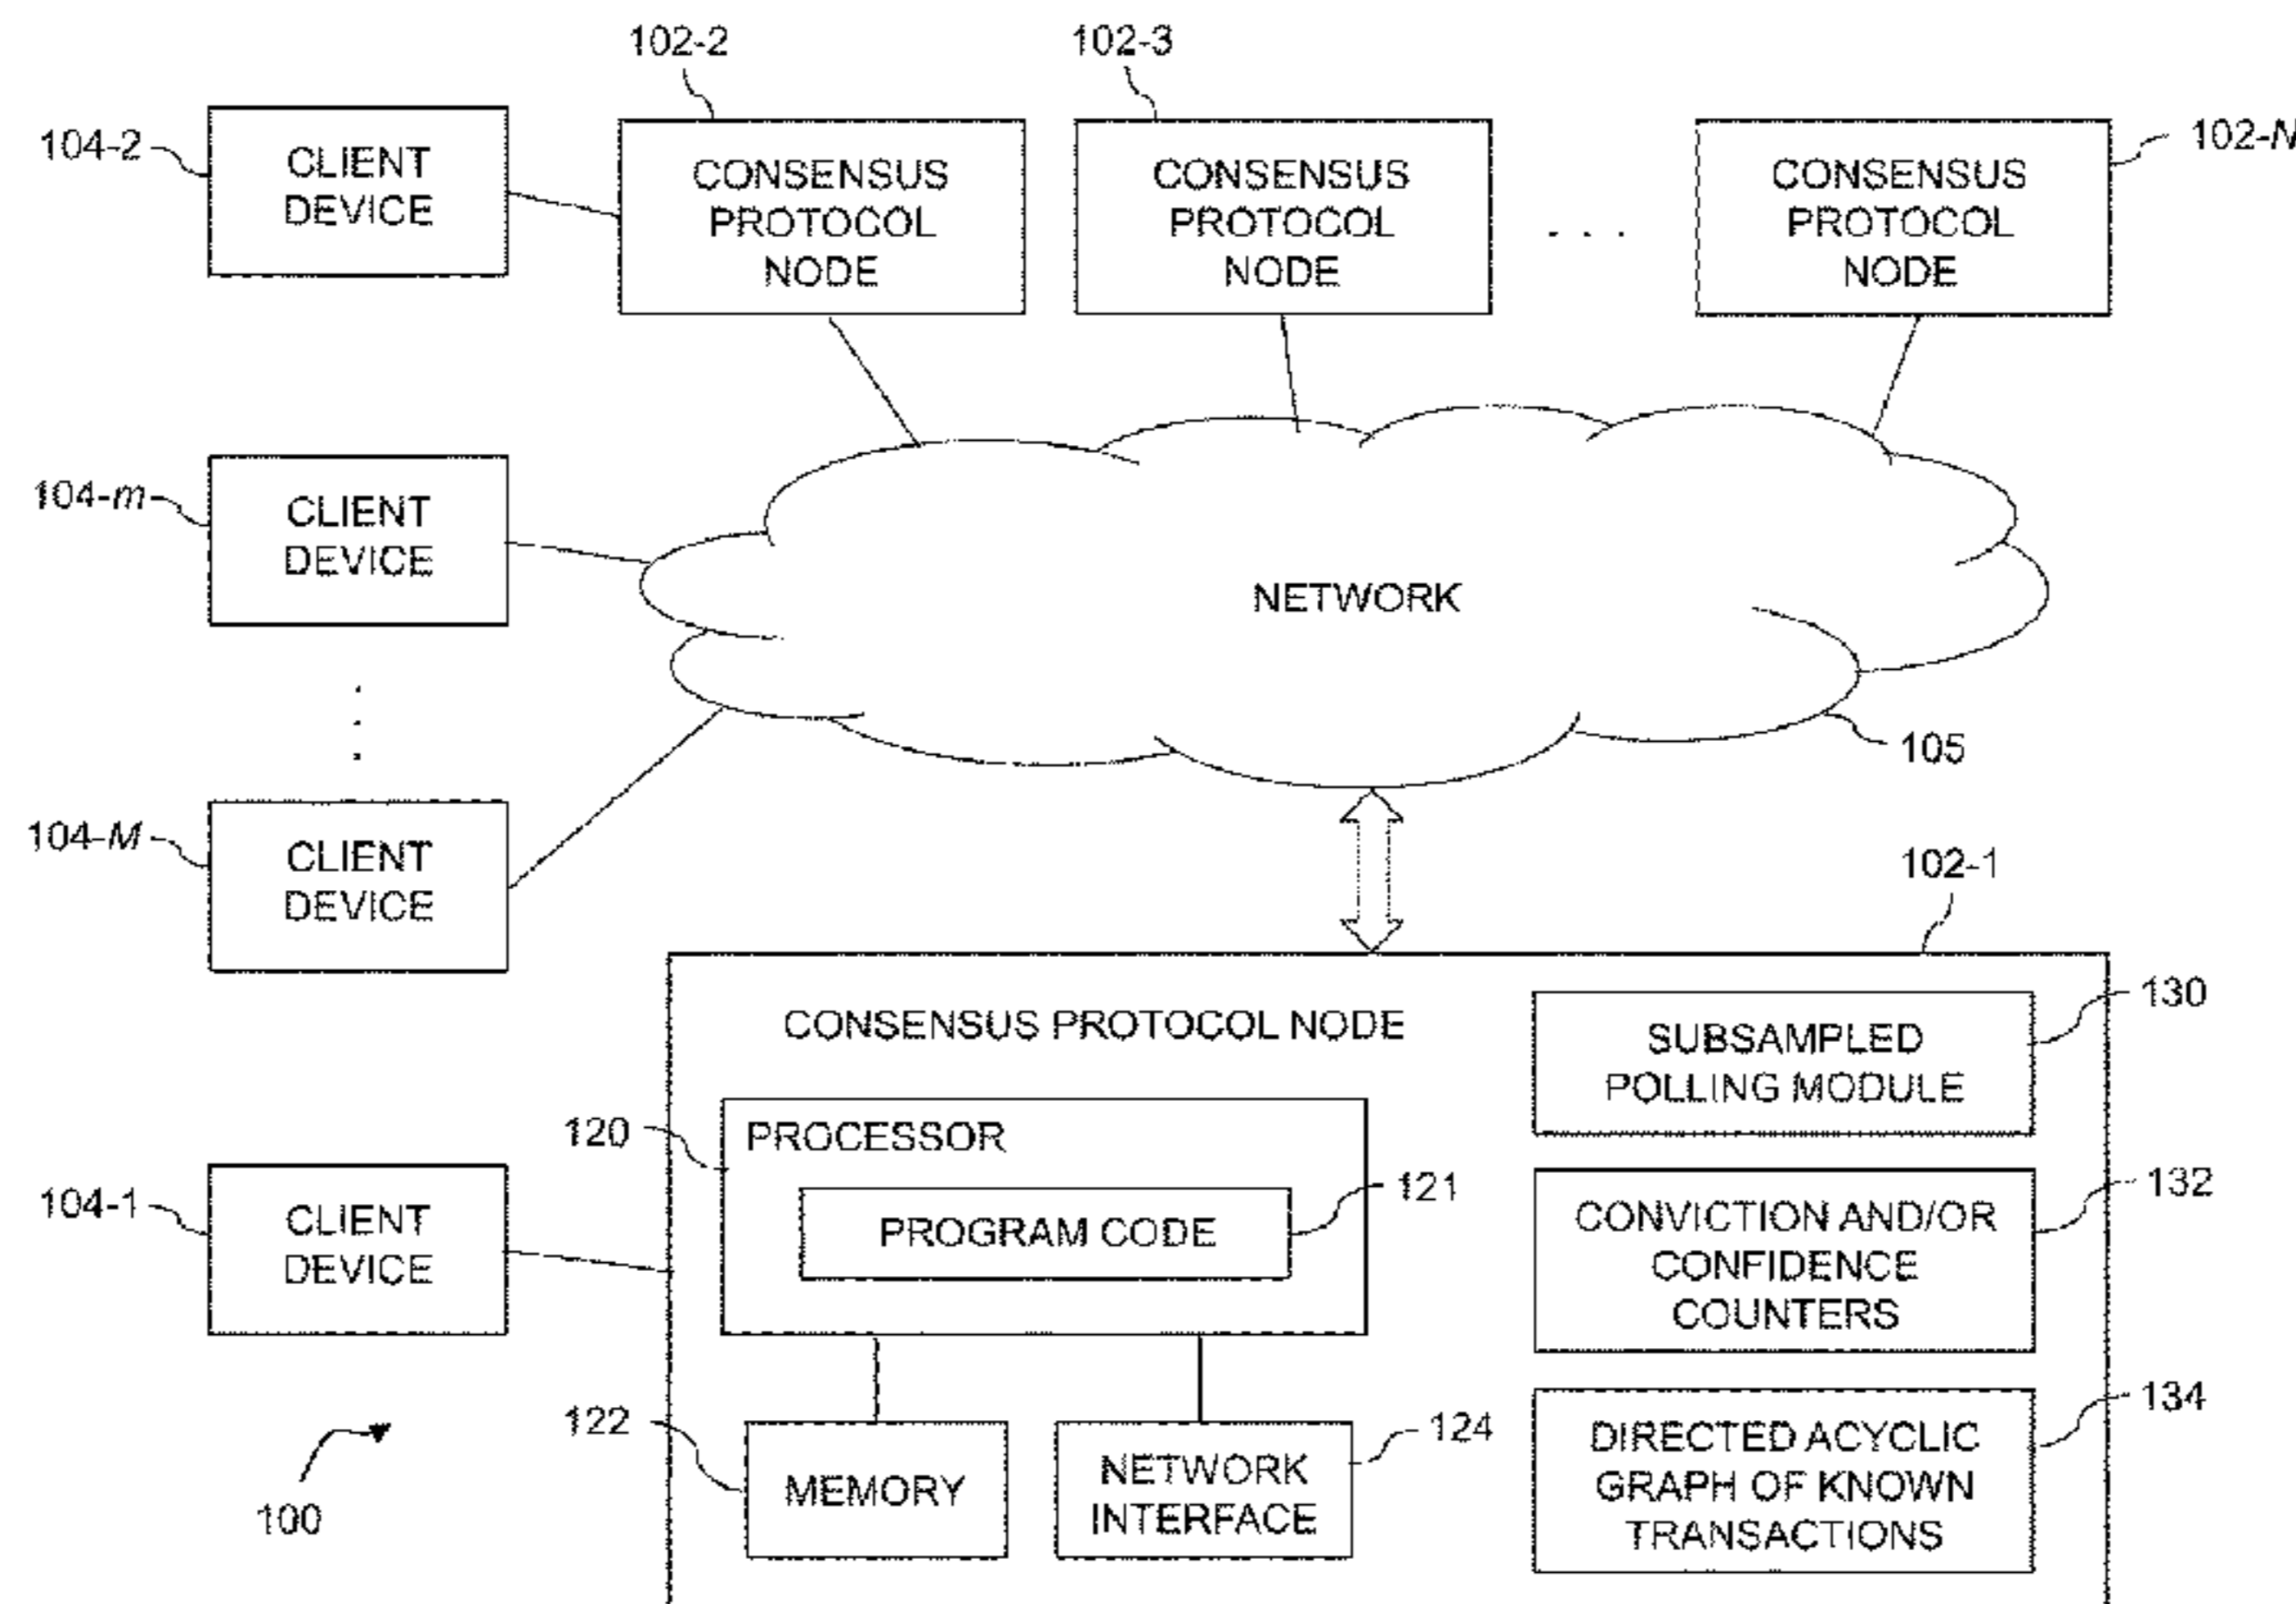 102-2
102-3
104-2
CLIENT
DEVICE
CONSENSUS
PROTOCOL
NODE
CONSENSUS
PROTOCOL
NODE
. . .
CONSENSUS
PROTOCOL
NODE
102-N
104-m
CLIENT
DEVICE
NETWORK
105
104-M
CLIENT
DEVICE
102-1
CONSENSUS PROTOCOL NODE
SUBSAMPLED
POLLING MODULE
130
120
PROCESSOR
PROGRAM CODE
121
104-1
CLIENT
DEVICE
CONVICTION AND/OR
CONFIDENCE
COUNTERS
132
122
MEMORY
NETWORK
INTERFACE
124
DIRECTED ACYCLIC
GRAPH OF KNOWN
TRANSACTIONS
134
100